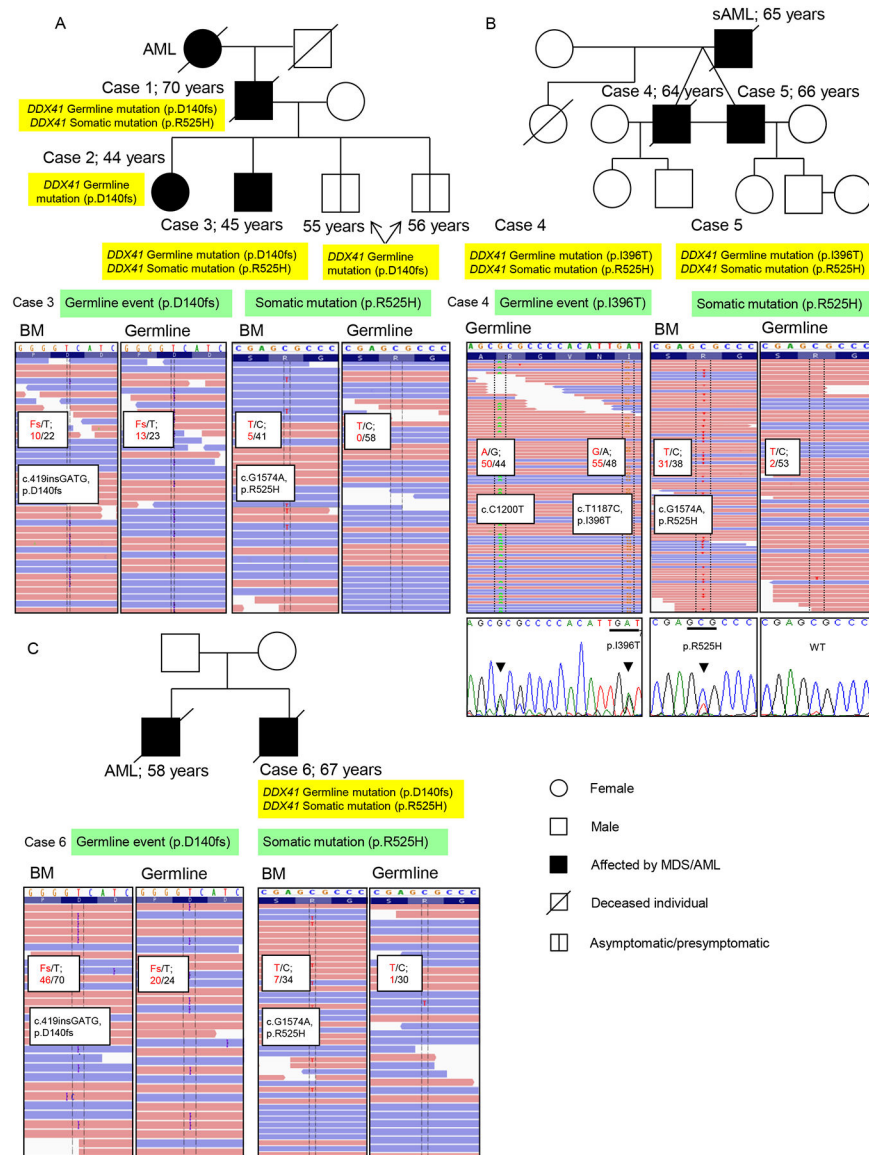 A
AML
Case 1; 70 years
DDX41 Germline mutation (p.D140fs)
DDX41 Somatic mutation (p.R525H)
Case 2; 44 years
DDX41 Germline
mutation (p.D140fs)
Case 3; 45 years
55 years
56 years
DDX41 Germline mutation (p.D140fs)
DDX41 Somatic mutation (p.R525H)
DDX41 Germline
mutation (p.D140fs)
B
sAML; 65 years
Case 4; 64 years
Case 5; 66 years
Case 4
Case 5
DDX41 Germline mutation (p.I396T)
DDX41 Somatic mutation (p.R525H)
DDX41 Germline mutation (p.I396T)
DDX41 Somatic mutation (p.R525H)
Case 3
Germline event (p.D140fs)
Somatic mutation (p.R525H)
BM
Germline
BM
Germline
G G G G T C A T C
G G G G T C A T C
C G A G C G C C C
C G A G C G C C C
S R G
S R G
Fs/T;
10/22
Fs/T;
13/23
T/C;
5/41
T/C;
0/58
c.419insGATG,
p.D140fs
c.G1574A,
p.R525H
Case 4
Germline event (p.I396T)
Somatic mutation (p.R525H)
Germline
BM
Germline
A G C G C G C C C C A C A T T G A T
C G A G C G C C C
C G A G C G C C C
A R G V N I
S R G
S R G
A/G;
50/44
G/A;
55/48
T/C;
31/38
T/C;
2/53
c.C1200T
c.T1187C,
p.I396T
c.G1574A,
p.R525H
A G C G C G C C C C A C A T T G A T
C G A G C G C C C
C G A G C G C C C
p.I396T
p.R525H
WT
C
AML; 58 years
Case 6; 67 years
DDX41 Germline mutation (p.D140fs)
DDX41 Somatic mutation (p.R525H)
Case 6
Germline event (p.D140fs)
Somatic mutation (p.R525H)
BM
Germline
BM
Germline
G G G G T C A T C
G G G G T C A T C
C G A G C G C C C
C G A G C G C C C
S R G
S R G
Fs/T;
46/70
Fs/T;
20/24
T/C;
7/34
T/C;
1/30
c.419insGATG,
p.D140fs
c.G1574A,
p.R525H
Female
Male
Affected by MDS/AML
Deceased individual
Asymptomatic/presymptomatic